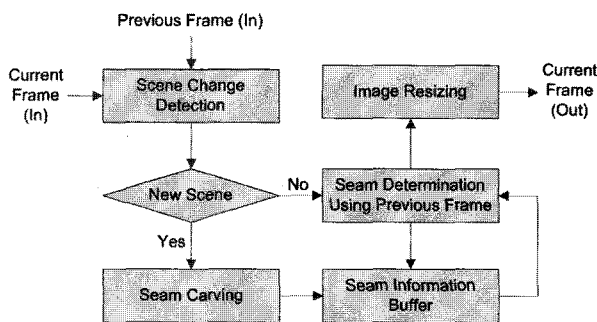 Previous Frame (In)
Current
Frame
(In)
Scene Change
Detection
Image Resizing
Current
Frame
(Out)
New Scene
No
Seam Determination
Using Previous Frame
Yes
Seam Carving
Seam Information
Buffer